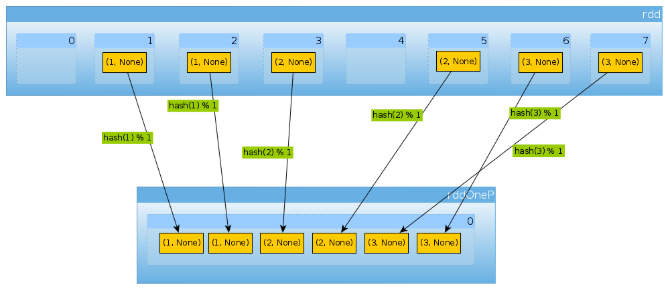 rdd
0 1 2 3 4 5 6 7
(1, None) (1, None) (2, None) (2, None) (3, None) (3, None)
hash(1) % 1
hash(3) % 1
hash(2) % 1
hash(1) % 1
hash(2) % 1
hash(3) % 1
rddOneP
0
(1, None) (1, None) (2, None) (2, None) (3, None) (3, None)